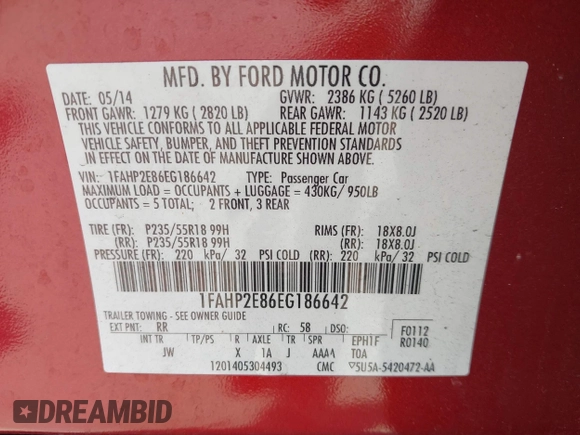 MFD. BY FORD MOTOR CO.
DATE: 05/14 GVWR: 2386 KG ( 5260 LB)
FRONT GAWR: 1279 KG ( 2820 LB) REAR GAWR: 1143 KG ( 2520 LB)
THIS VEHICLE CONFORMS TO ALL APPLICABLE FEDERAL MOTOR
VEHICLE SAFETY, BUMPER, AND THEFT PREVENTION STANDARDS
IN EFFECT ON THE DATE OF MANUFACTURE SHOWN ABOVE.
VIN: 1FAHP2E86EG186642 TYPE: Passenger Car
MAXIMUM LOAD = OCCUPANTS + LUGGAGE = 430KG/ 950LB
OCCUPANTS = 5 TOTAL; 2 FRONT, 3 REAR
TIRE (FR): P235/55R18 99H RIMS (FR): 18X8.0J
(RR): P235/55R18 99H (RR): 18X8.0J
PRESSURE (FR): 220 kPa/ 32 PSI COLD (RR): 220 kPa/ 32 PSI COLD
1FAHP2E86EG186642
TRAILER TOWING - SEE OWNER GUIDE
EXT PNT: RR RC: 58 DSO: F0112
INT TR TP/PS R AXLE TR SPR EPH1F R0140
JW X 1A J AAAA TOA
1201405304493 CMC 5U5A-5420472-AA
DREAMBID